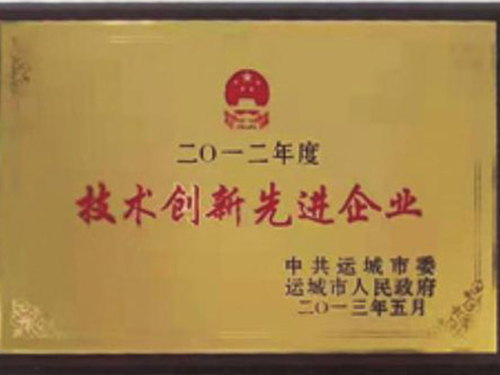 二〇一二年度
技术创新先进企业
中共运城市委
运城市人民政府
二〇一三年五月